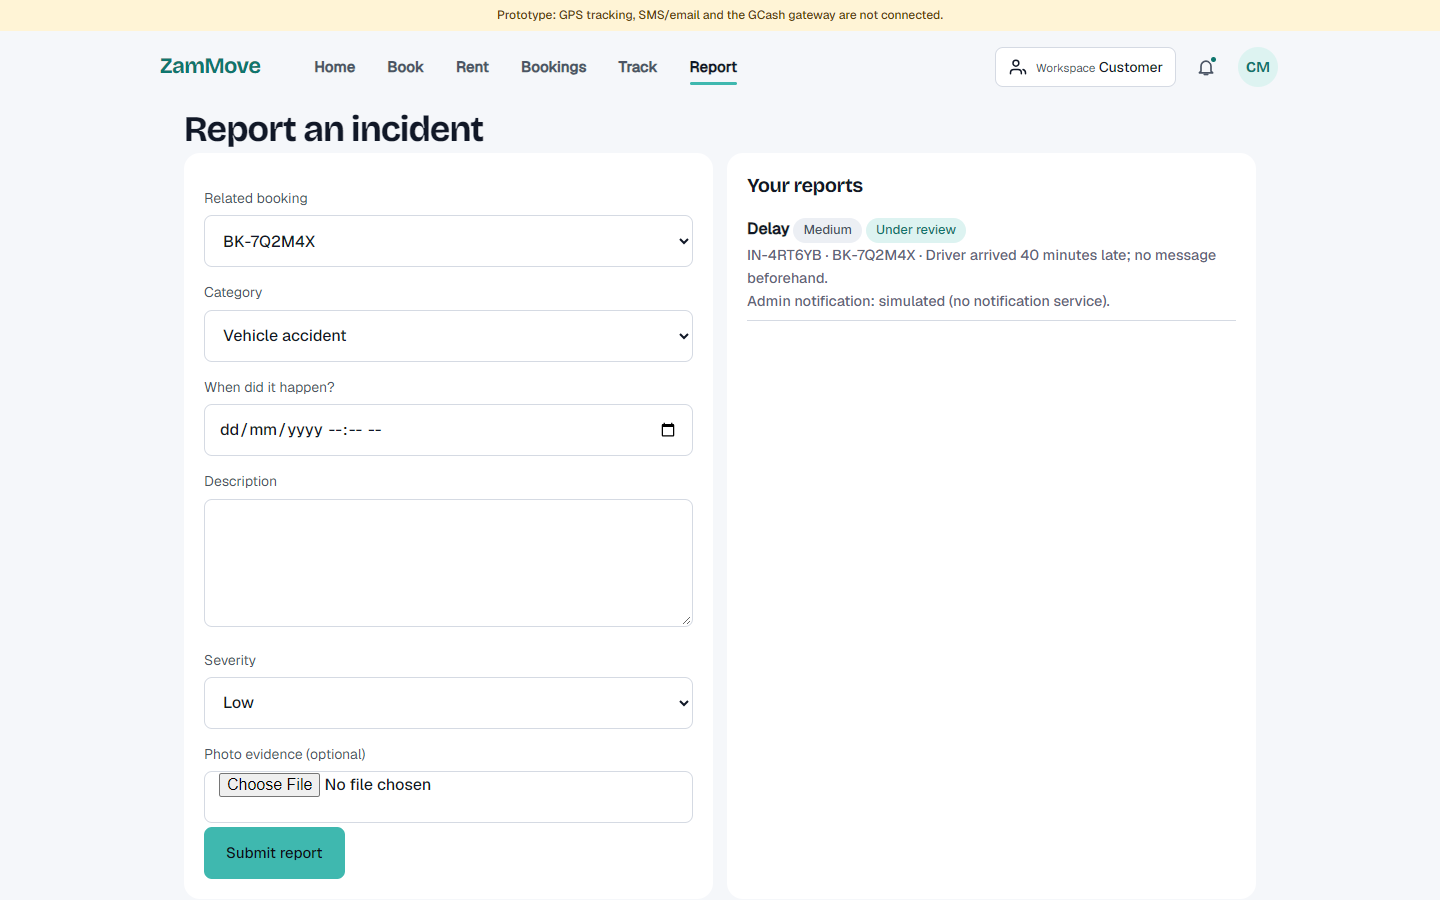 Prototype: GPS tracking, SMS/email and the GCash gateway are not connected.
ZamMove
Home
Book
Rent
Bookings
Track
Report
Workspace Customer
CM
Report an incident
Related booking
BK-7Q2M4X
Category
Vehicle accident
When did it happen?
dd/mm/yyyy --:-- --
Description
Severity
Low
Photo evidence (optional)
Choose File No file chosen
Submit report
Your reports
Delay Medium Under review
IN-4RT6YB · BK-7Q2M4X · Driver arrived 40 minutes late; no message
beforehand.
Admin notification: simulated (no notification service).